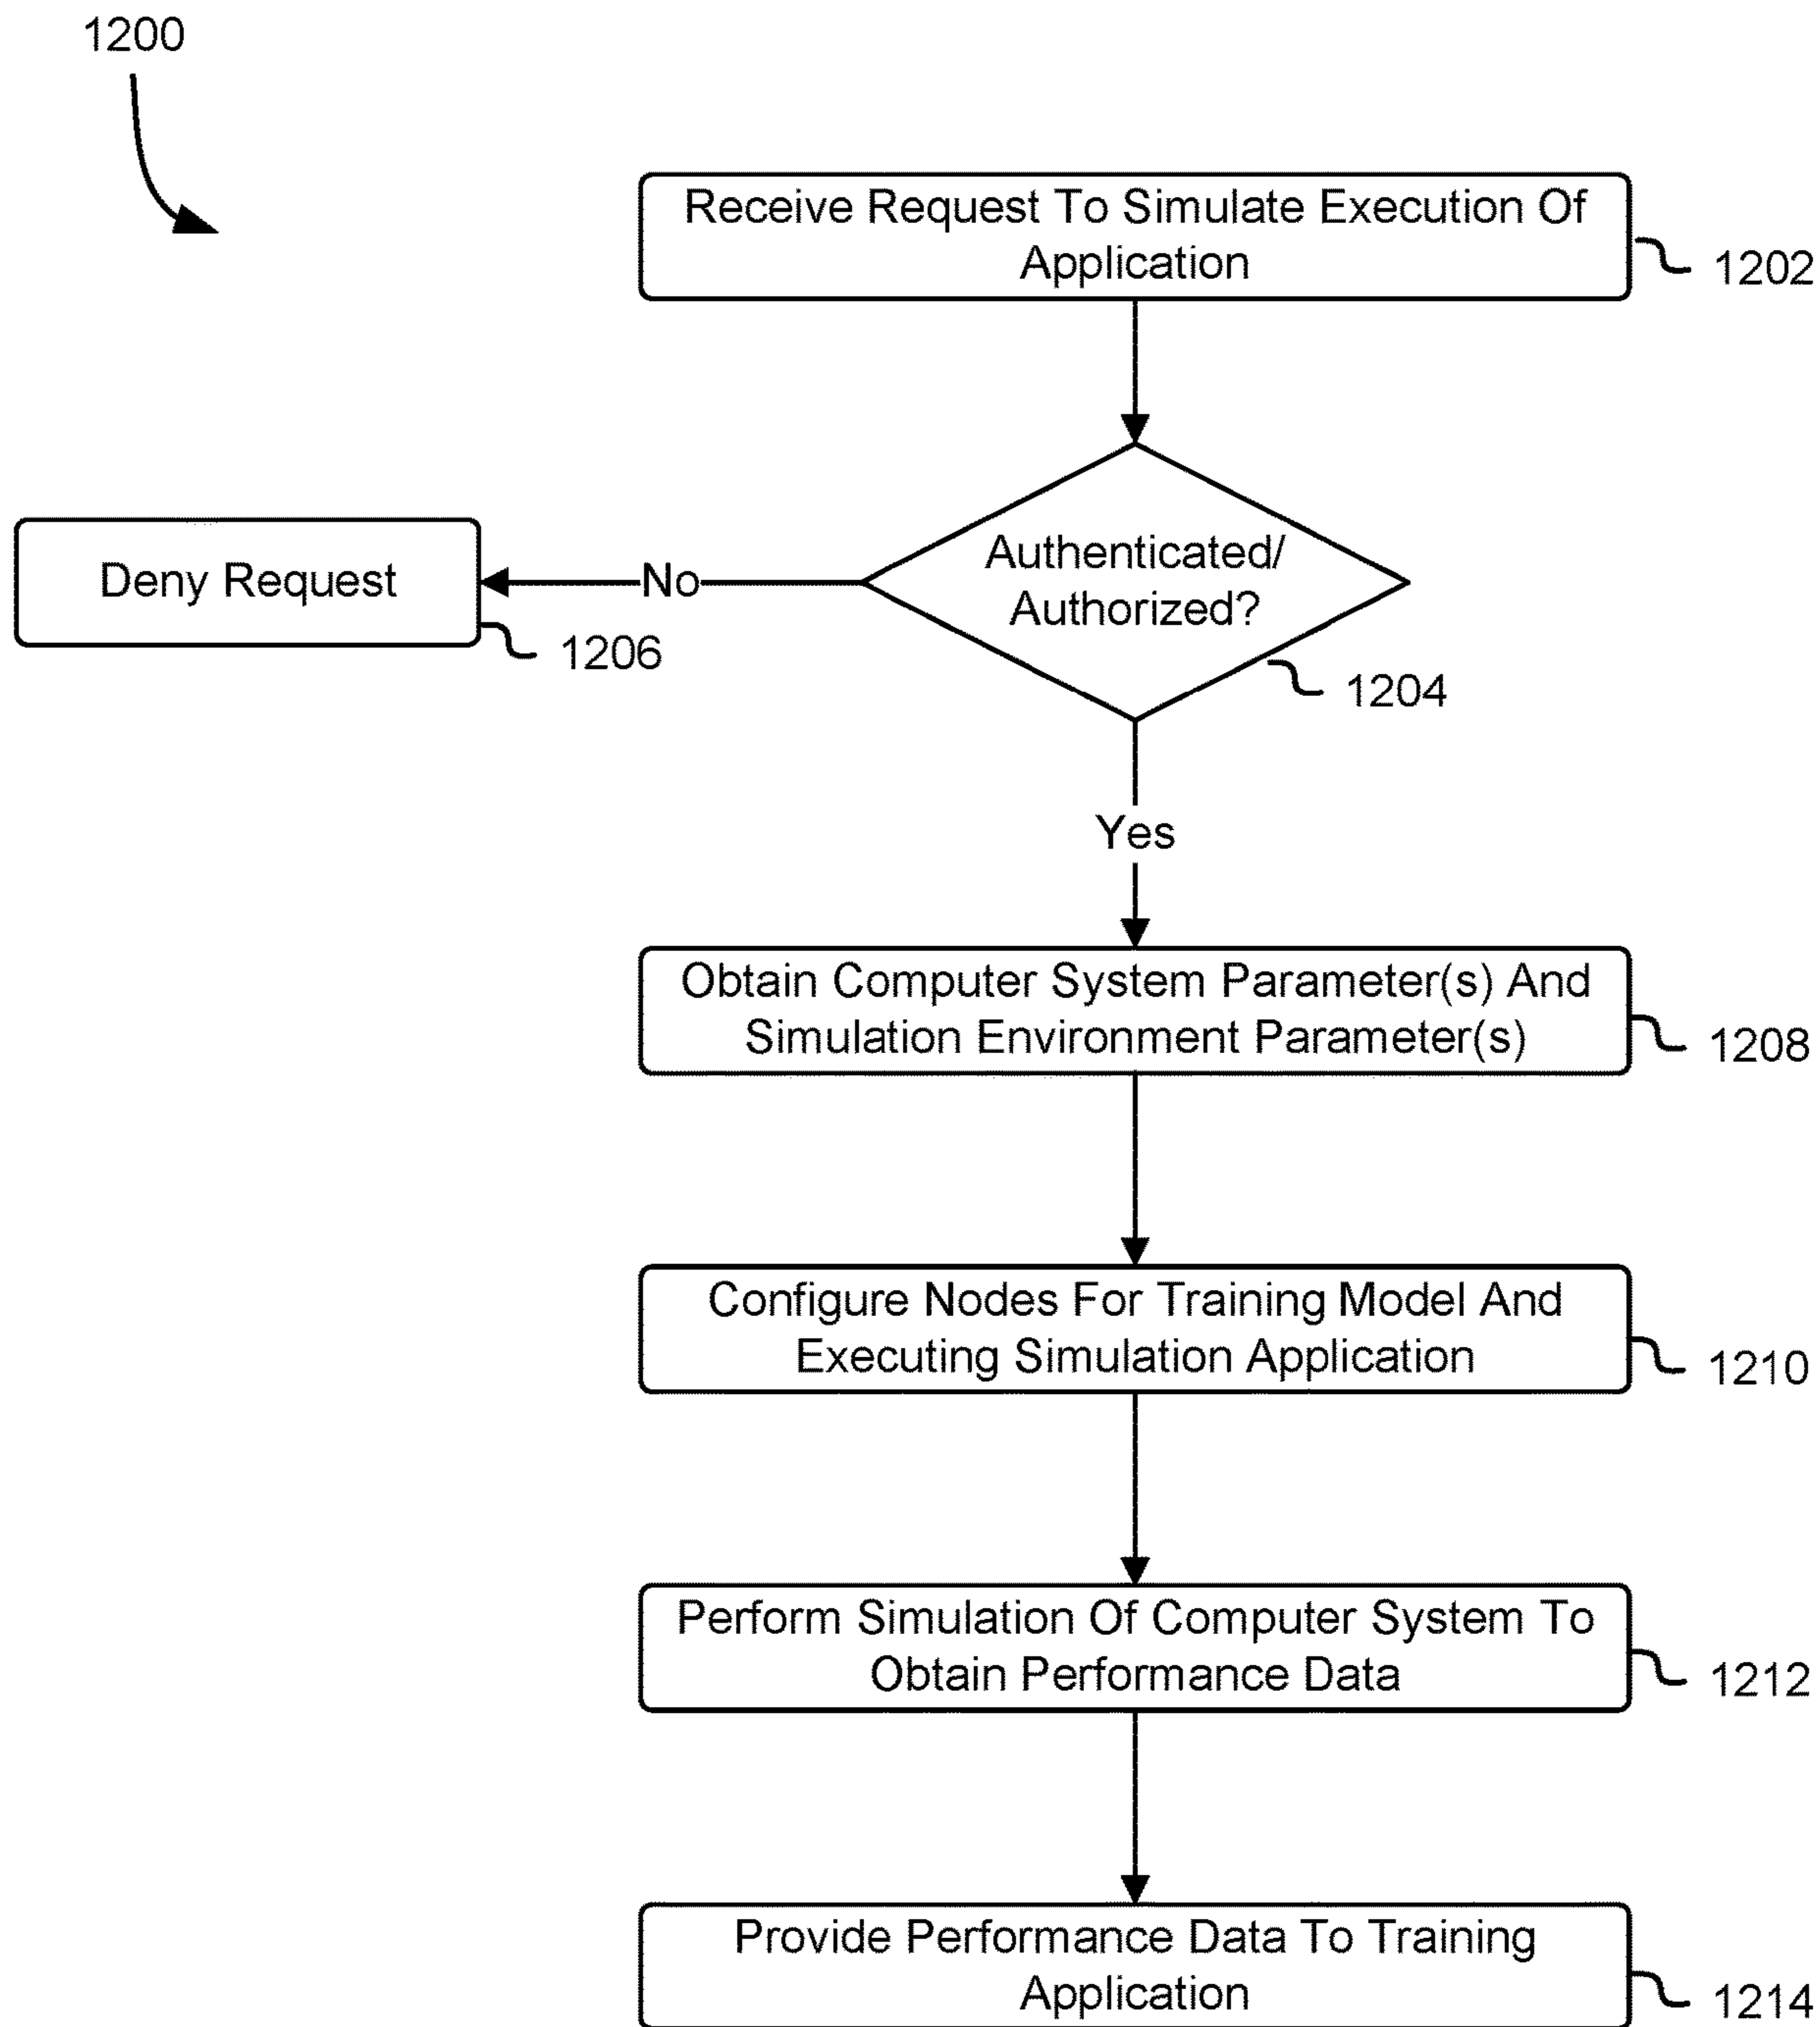 1200
Receive Request To Simulate Execution Of
Application
1202
Authenticated/
Authorized?
1204
No
Deny Request
1206
Yes
Obtain Computer System Parameter(s) And
Simulation Environment Parameter(s)
1208
Configure Nodes For Training Model And
Executing Simulation Application
1210
Perform Simulation Of Computer System To
Obtain Performance Data
1212
Provide Performance Data To Training
Application
1214